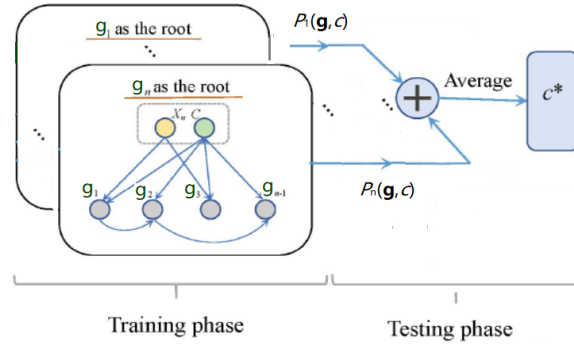 g₁ as the root
P₁(g,c)
gₙ as the root
Xₙ C
g₁ g₂ g₃ gₙ₋₁
Average
c*
Pₙ(g,c)
Training phase
Testing phase